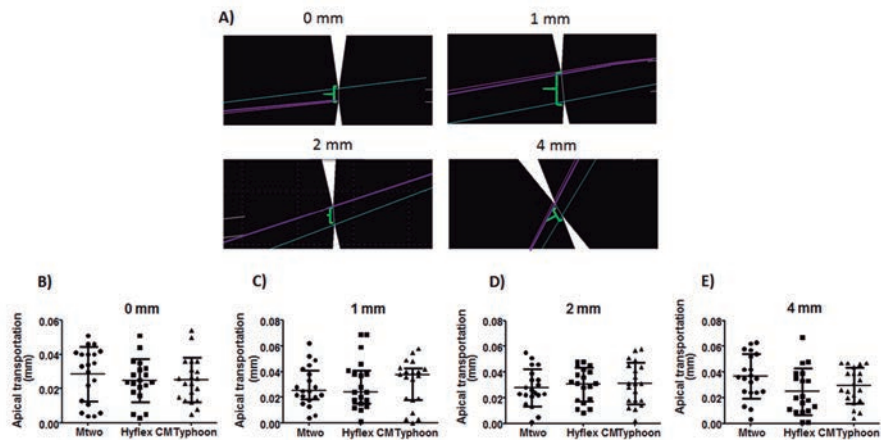 A)
0 mm
1 mm
2 mm
4 mm
B)
0 mm
Apical transportation
(mm)
0.06
0.04
0.02
0.00
Mtwo Hyflex CM Typhoon
C)
1 mm
Apical transportation
(mm)
0.08
0.06
0.04
0.02
0.00
Mtwo Hyflex CM Typhoon
D)
2 mm
Apical transportation
(mm)
0.08
0.06
0.04
0.02
0.00
Mtwo Hyflex CM Typhoon
E)
4 mm
Apical transportation
(mm)
0.08
0.06
0.04
0.02
0.00
Mtwo Hyflex CM Typhoon